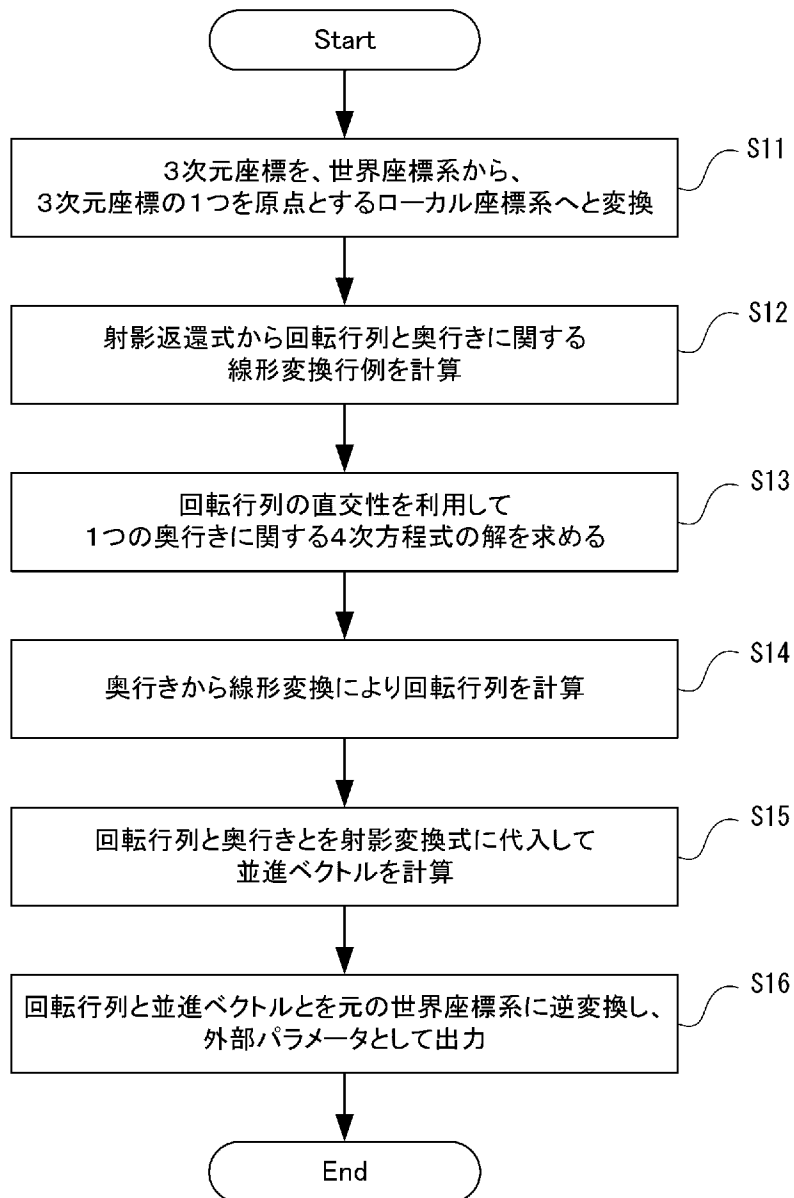 Start
S11
３次元座標を、世界座標系から、
３次元座標の１つを原点とするローカル座標系へと変換
S12
射影返還式から回転行列と奥行きに関する
線形変換行例を計算
S13
回転行列の直交性を利用して
１つの奥行きに関する４次方程式の解を求める
S14
奥行きから線形変換により回転行列を計算
S15
回転行列と奥行きとを射影変換式に代入して
並進ベクトルを計算
S16
回転行列と並進ベクトルとを元の世界座標系に逆変換し、
外部パラメータとして出力
End